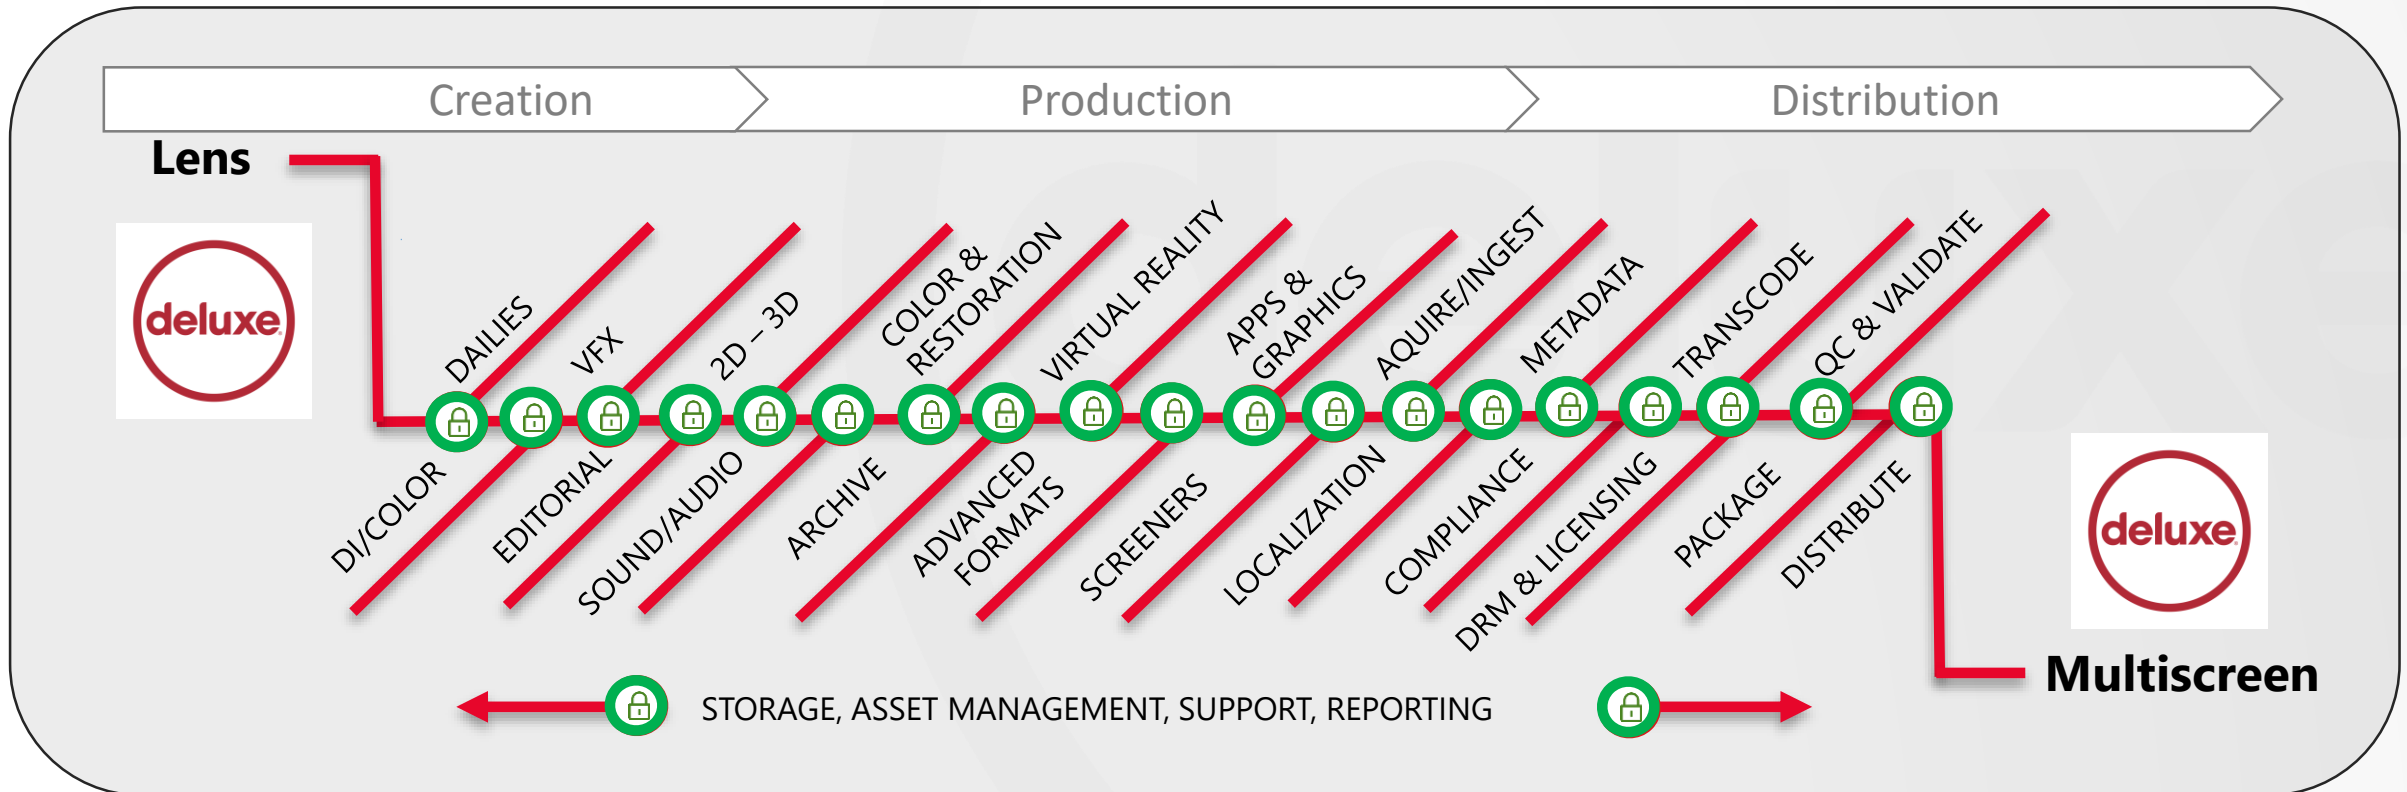 Creation
Production
Distribution
Lens
deluxe
DAILIES
VFX
2D – 3D
COLOR &
RESTORATION
VIRTUAL REALITY
APPS &
GRAPHICS
AQUIRE/INGEST
METADATA
TRANSCODE
QC & VALIDATE
DI/COLOR
EDITORIAL
SOUND/AUDIO
ARCHIVE
ADVANCED
FORMATS
SCREENERS
LOCALIZATION
COMPLIANCE
DRM & LICENSING
PACKAGE
DISTRIBUTE
deluxe
Multiscreen
STORAGE, ASSET MANAGEMENT, SUPPORT, REPORTING